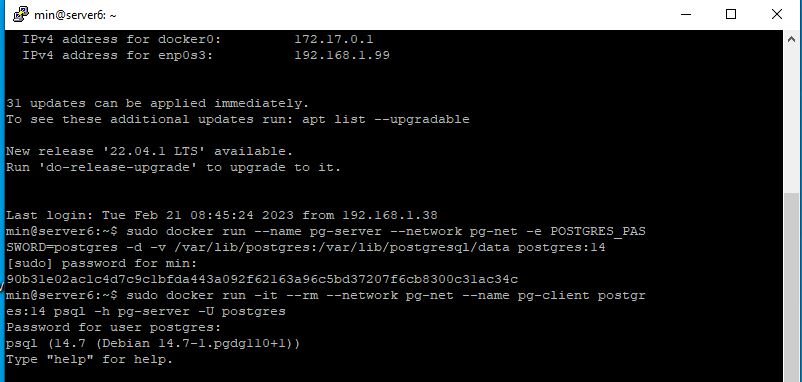 min@server6: ~
IPv4 address for docker0: 172.17.0.1
IPv4 address for enp0s3: 192.168.1.99
31 updates can be applied immediately.
To see these additional updates run: apt list --upgradable
New release '22.04.1 LTS' available.
Run 'do-release-upgrade' to upgrade to it.
Last login: Tue Feb 21 08:45:24 2023 from 192.168.1.38
min@server6:~$ sudo docker run --name pg-server --network pg-net -e POSTGRES_PAS
SWORD=postgres -d -v /var/lib/postgres:/var/lib/postgresql/data postgres:14
[sudo] password for min:
90b31e02ac1c4d7c9c1bfda443a092f62163a96c5bd37207f6cb8300c31ac34c
min@server6:~$ sudo docker run -it --rm --network pg-net --name pg-client postgr
es:14 psql -h pg-server -U postgres
Password for user postgres:
psql (14.7 (Debian 14.7-1.pgdg110+1))
Type "help" for help.